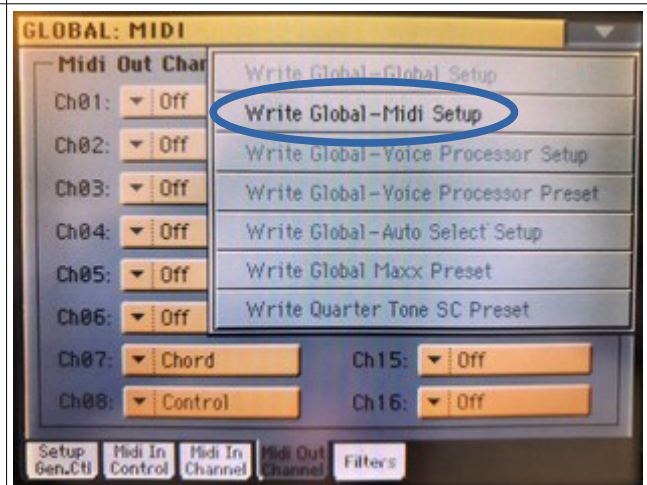 GLOBAL: MIDI
Midi Out Char
Write Global-Global Setup
Write Global-Midi Setup
Write Global-Voice Processor Setup
Write Global-Voice Processor Preset
Write Global-Auto Select Setup
Write Global Maxx Preset
Write Quarter Tone SC Preset
Ch01: Off
Ch02: Off
Ch03: Off
Ch04: Off
Ch05: Off
Ch06: Off
Ch07: Chord
Ch15: Off
Ch08: Control
Ch16: Off
Setup Gen.Ctl
Midi In Control
Midi In Channel
Midi Out Channel
Filters